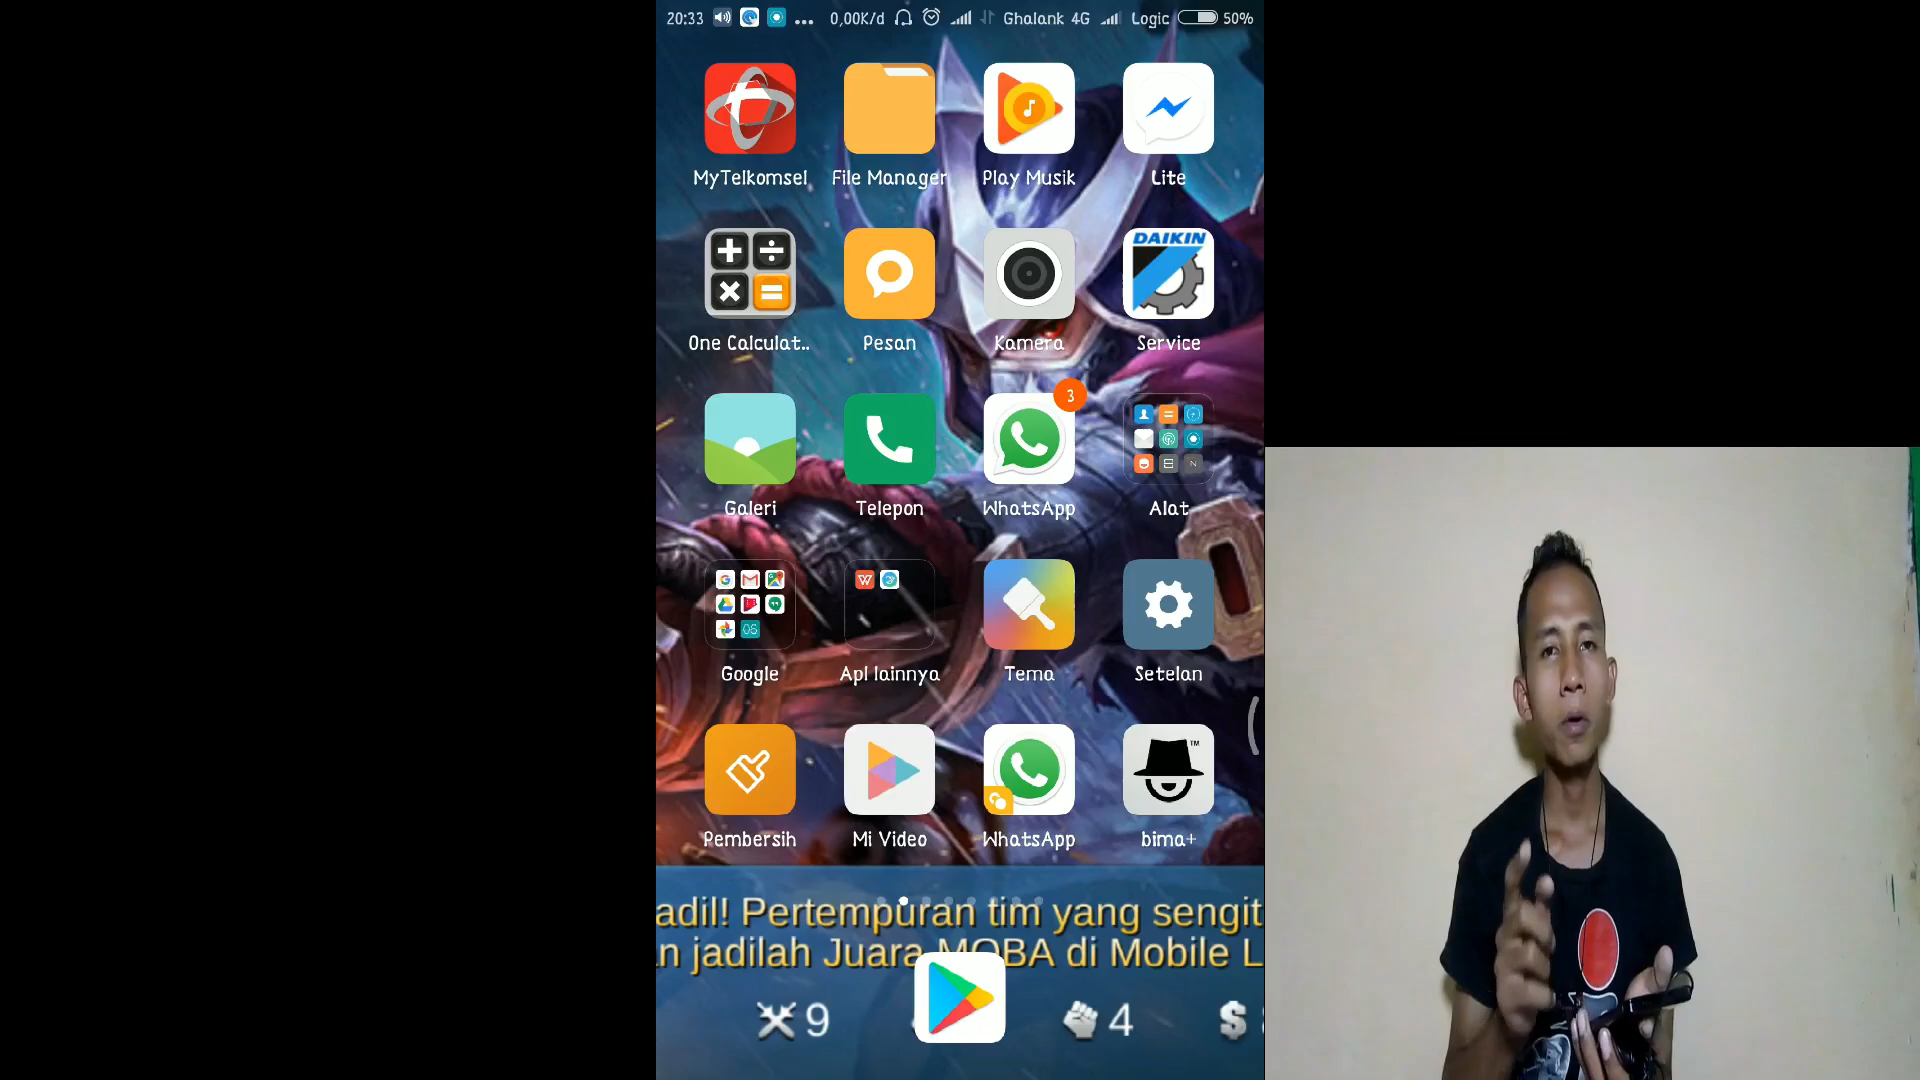 20:33 0,00K/d Ghalank 4G Logic 50%
MyTelkomsel File Manager Play Musik Lite
DAIKIN
One Calculat.. Pesan Kamera Service
3
Galeri Telepon WhatsApp Alat
Google Apl lainnya Tema Setelan
TM
Pembersih Mi Video WhatsApp bima+
adil! Pertempuran tim yang sengit
n jadilah Juara MOBA di Mobile L
9 4 $